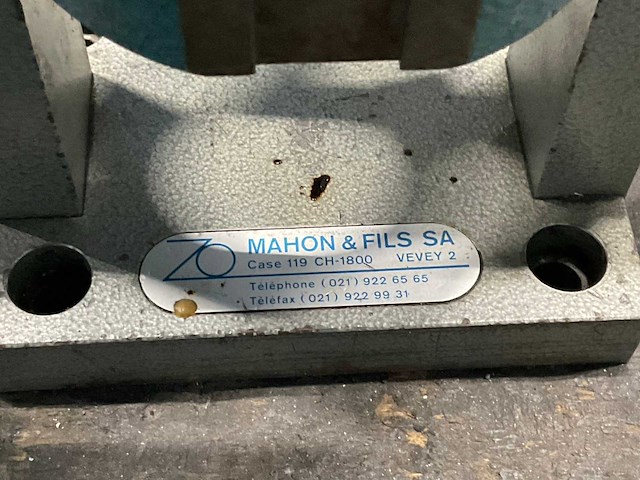 ZO MAHON & FILS SA
Case 119 CH-1800 VEVEY 2
Téléphone (021) 922 65 65
Téléfax (021) 922 99 31